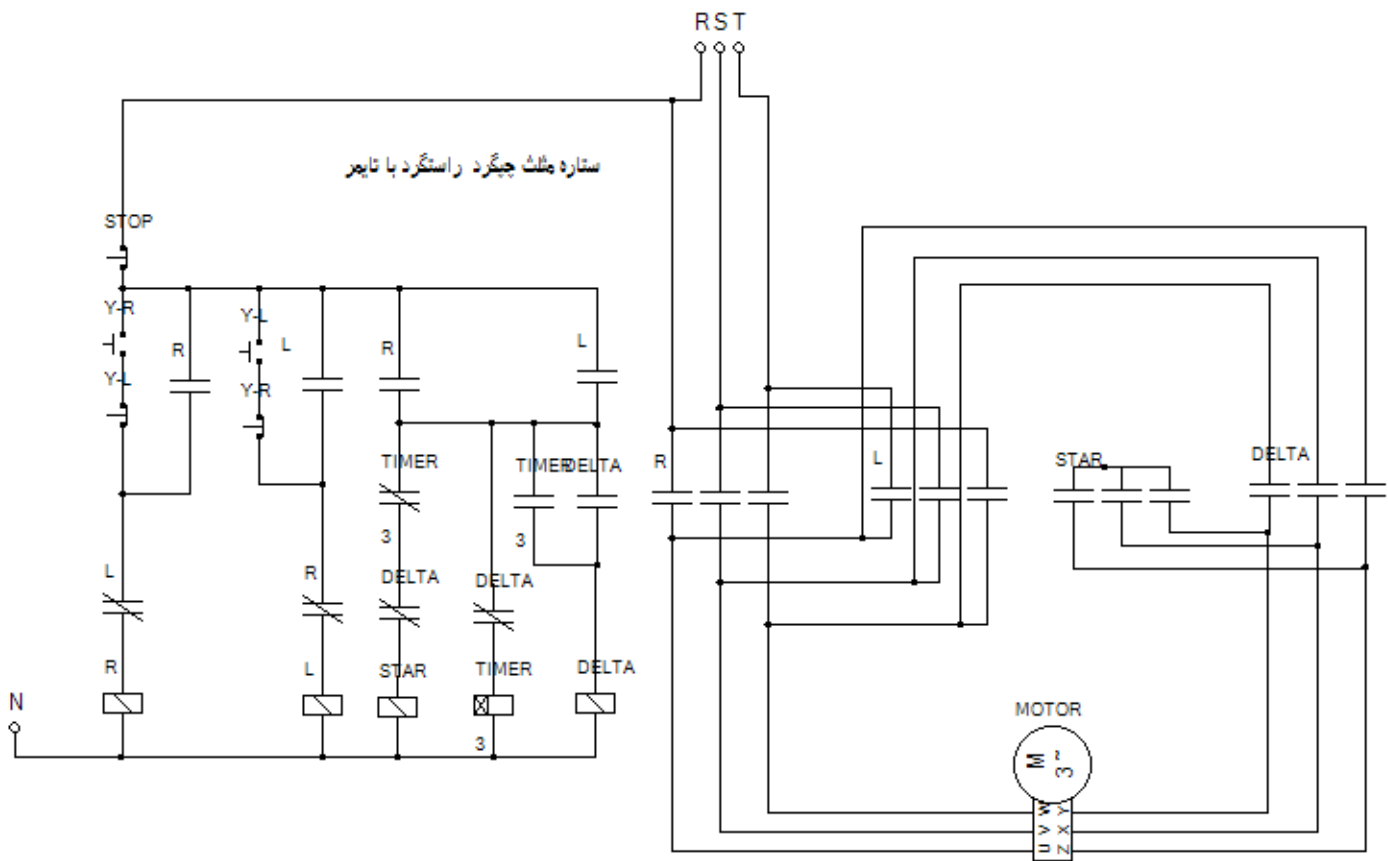 R S T
ستاره مثلث چپگرد راستگرد با تایمر
STOP
Y-R
Y-L
R
L
R
L
Y-L
Y-R
TIMER
TIMER
DELTA
R
L
STAR
DELTA
3
3
L
R
DELTA
DELTA
R
L
STAR
TIMER
DELTA
N
3
MOTOR
M
3~
U V W
Z X Y